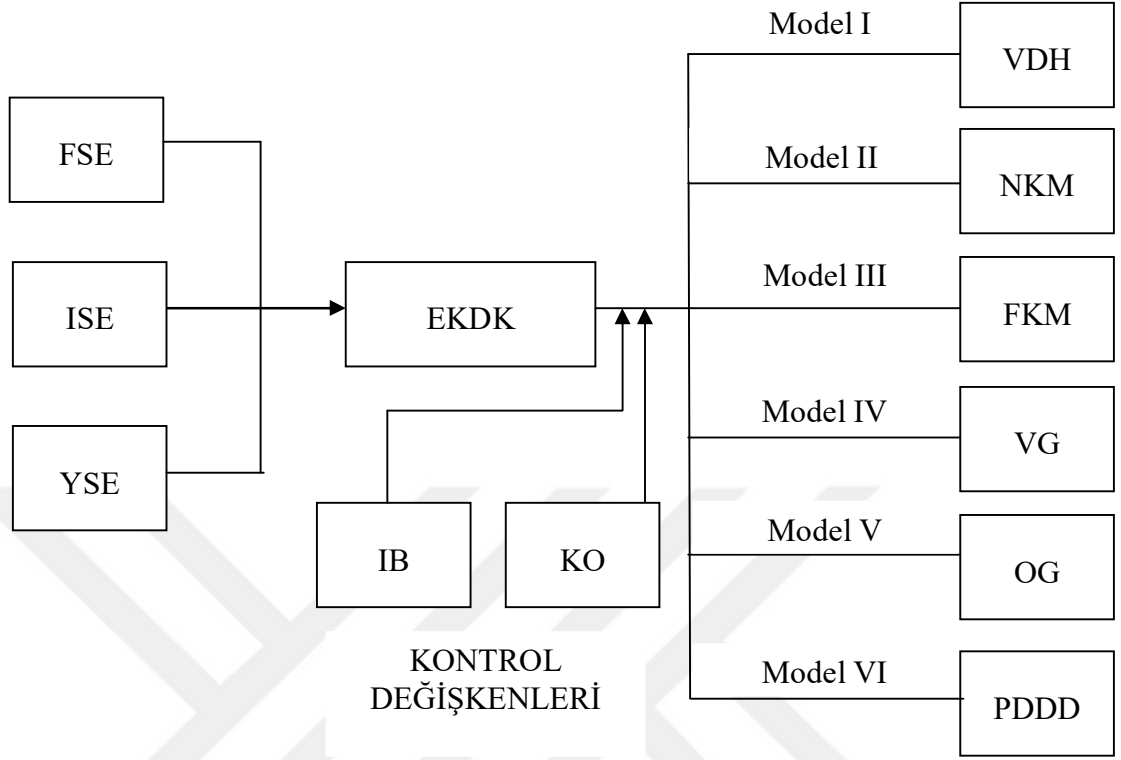 Model I
VDH
FSE
Model II
NKM
ISE
EKDK
Model III
FKM
YSE
Model IV
VG
IB
KO
Model V
OG
KONTROL
DEĞİŞKENLERİ
Model VI
PDDD